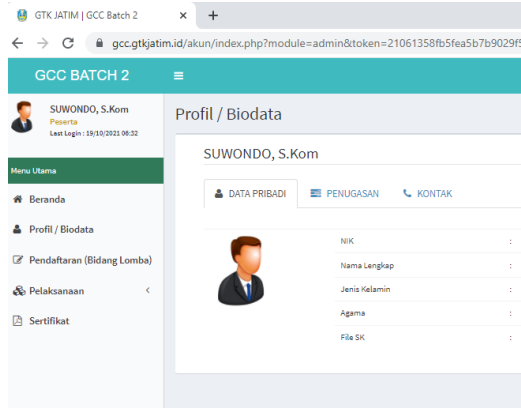 GTK JATIM | GCC Batch 2
gcc.gtkjatim.id/akun/index.php?module=admin&token=21061358fb5fea5b7b9029f5
GCC BATCH 2
SUWONDO, S.Kom
Peserta
Last Login : 19/10/2021 06:32
Menu Utama
Beranda
Profil / Biodata
Pendaftaran (Bidang Lomba)
Pelaksanaan
Sertifikat
Profil / Biodata
SUWONDO, S.Kom
DATA PRIBADI PENUGASAN KONTAK
NIK :
Nama Lengkap :
Jenis Kelamin :
Agama :
File SK :